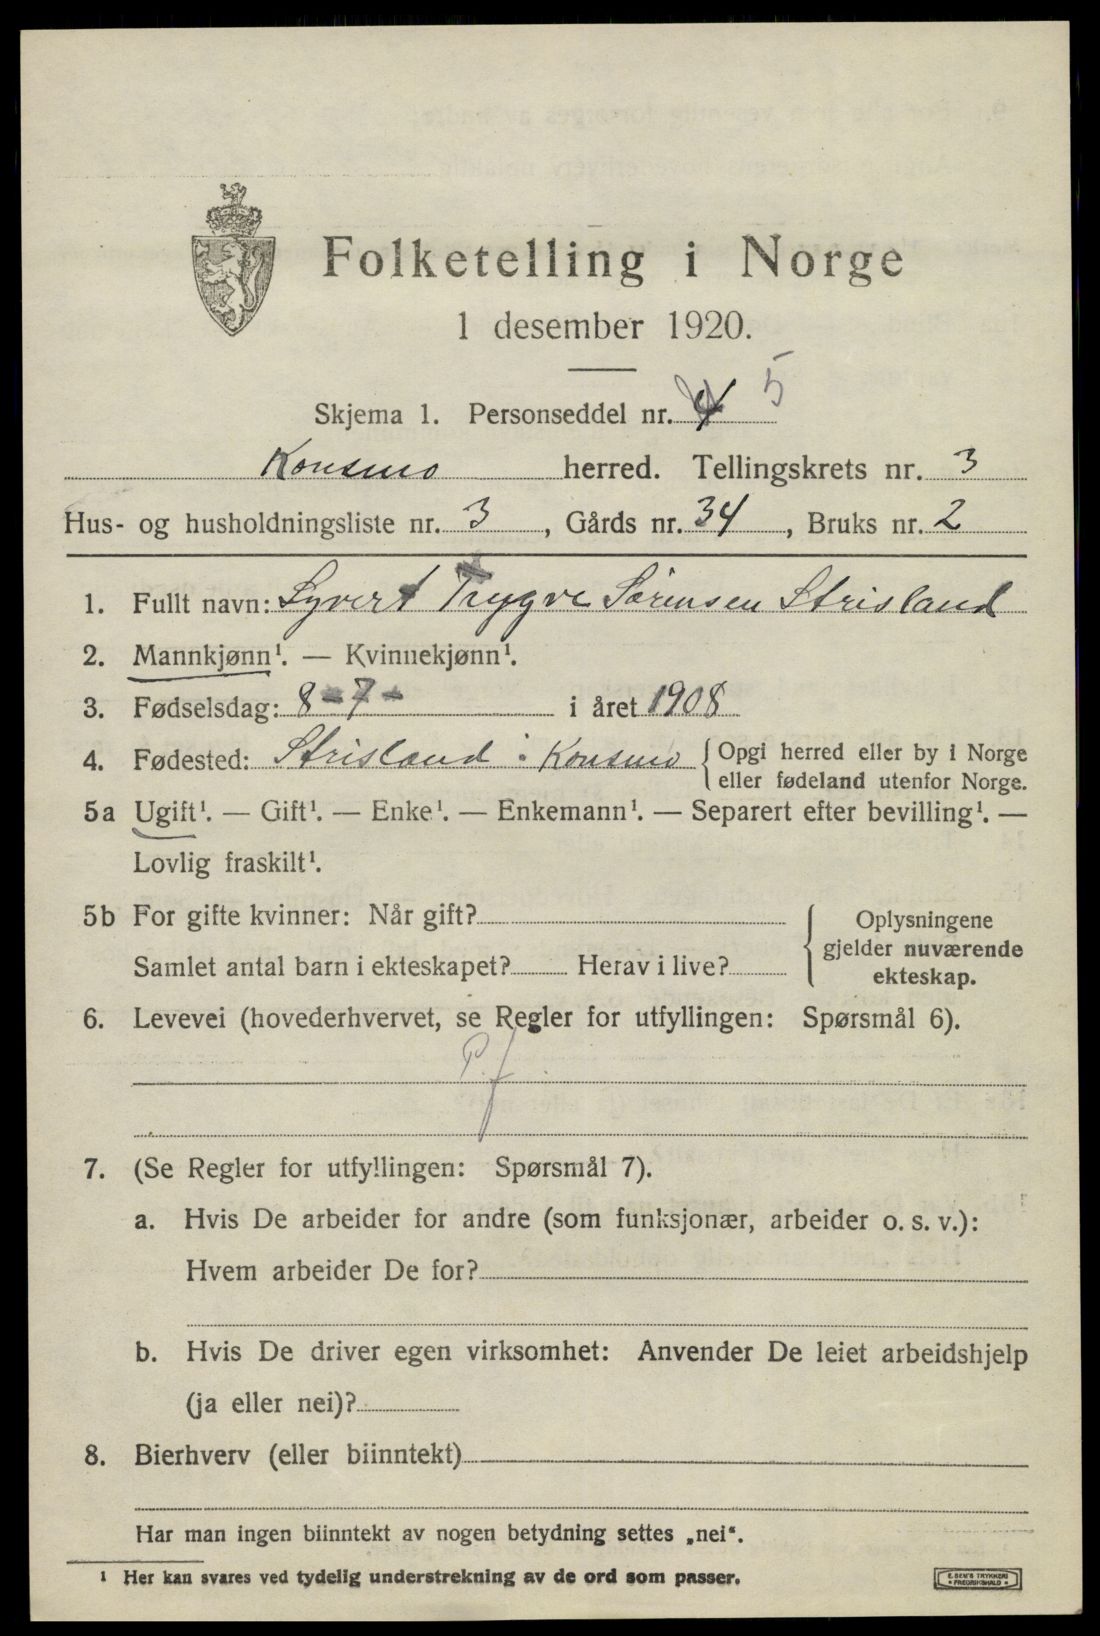 Folketelling i Norge
1 desember 1920.
Skjema 1. Personseddel nr. 4 5
Konsmo herred. Tellingskrets nr. 3
Hus- og husholdningsliste nr. 3, Gårds nr. 34, Bruks nr. 2
1. Fullt navn: Syvert Trygve Sørensen Strisland
2. Mannkjønn¹. — Kvinnekjønn¹.
3. Fødselsdag: 8-7- i året 1908
4. Fødested: Strisland i Konsmo { Opgi herred eller by i Norge
eller fødeland utenfor Norge.
5a Ugift¹. — Gift¹. — Enke¹. — Enkemann¹. — Separert efter bevilling¹. —
Lovlig fraskilt¹.
5b For gifte kvinner: Når gift?
Samlet antal barn i ekteskapet? Herav i live?
{ Oplysningene
gjelder nuværende
ekteskap.
6. Levevei (hovederhvervet, se Regler for utfyllingen: Spørsmål 6).
P. f
7. (Se Regler for utfyllingen: Spørsmål 7).
a. Hvis De arbeider for andre (som funksjonær, arbeider o. s. v.):
Hvem arbeider De for?
b. Hvis De driver egen virksomhet: Anvender De leiet arbeidshjelp
(ja eller nei)?
8. Bierhverv (eller biinntekt)
Har man ingen biinntekt av nogen betydning settes „nei“.
¹ Her kan svares ved tydelig understrekning av de ord som passer.
E. SEM'S TRYKKERI
• FREDRIKSHALD •